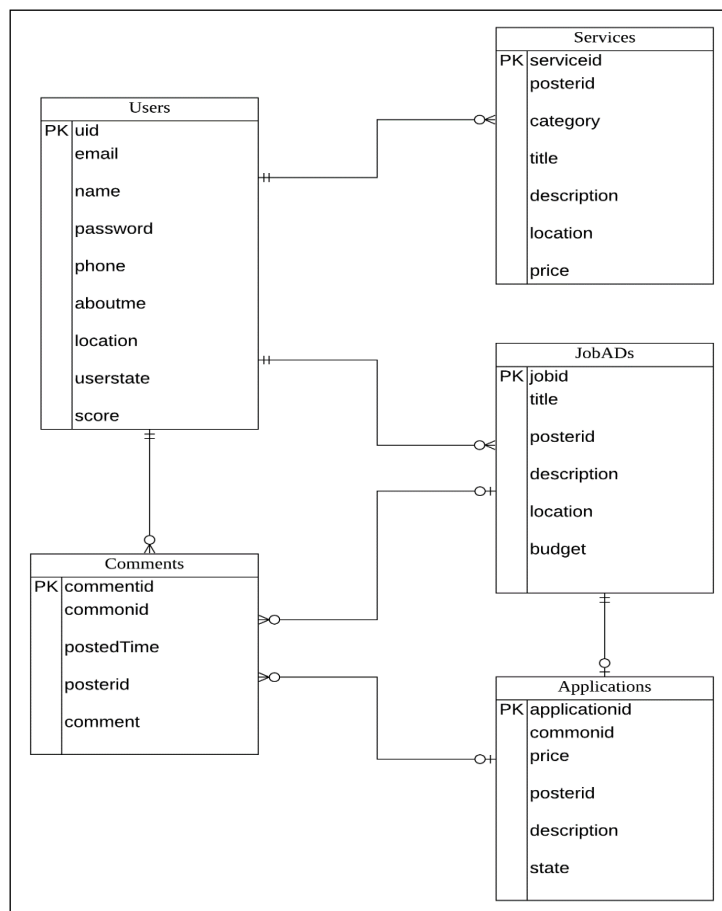 Services
PK serviceid
posterid
category
title
description
location
price
Users
PK uid
email
name
password
phone
aboutme
location
userstate
score
JobADs
PK jobid
title
posterid
description
location
budget
Comments
PK commentid
commonid
postedTime
posterid
comment
Applications
PK applicationid
commonid
price
posterid
description
state